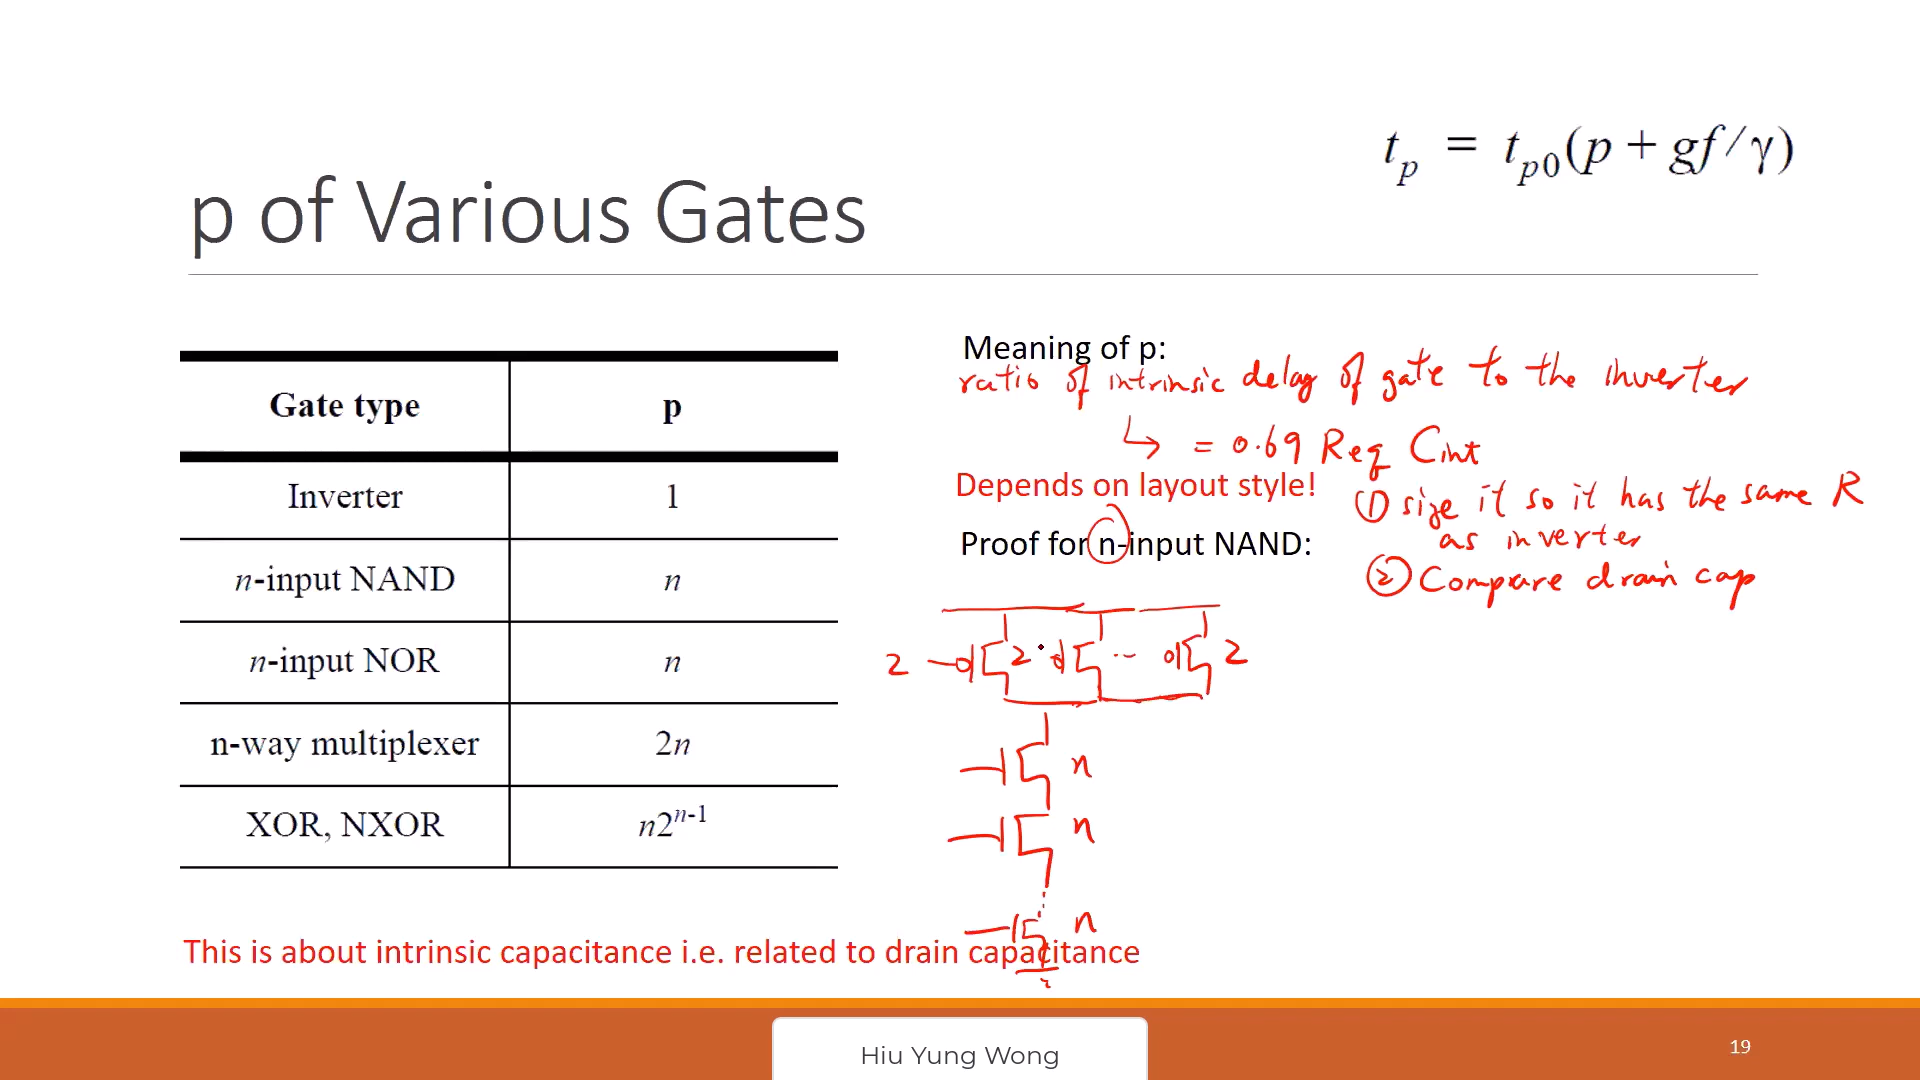 t_p = t_p0(p + gf/γ)
p of Various Gates
Gate type p
Inverter 1
n-input NAND n
n-input NOR n
n-way multiplexer 2n
XOR, NXOR n2^{n-1}
Meaning of p:
ratio of intrinsic delay of gate to the inverter
↳ = 0.69 Req Cint
Depends on layout style!
① size it so it has the same R
as inverter
Proof for n-input NAND:
② Compare drain cap
2 2 ... 2
n
n
n
This is about intrinsic capacitance i.e. related to drain capacitance
Hiu Yung Wong
19